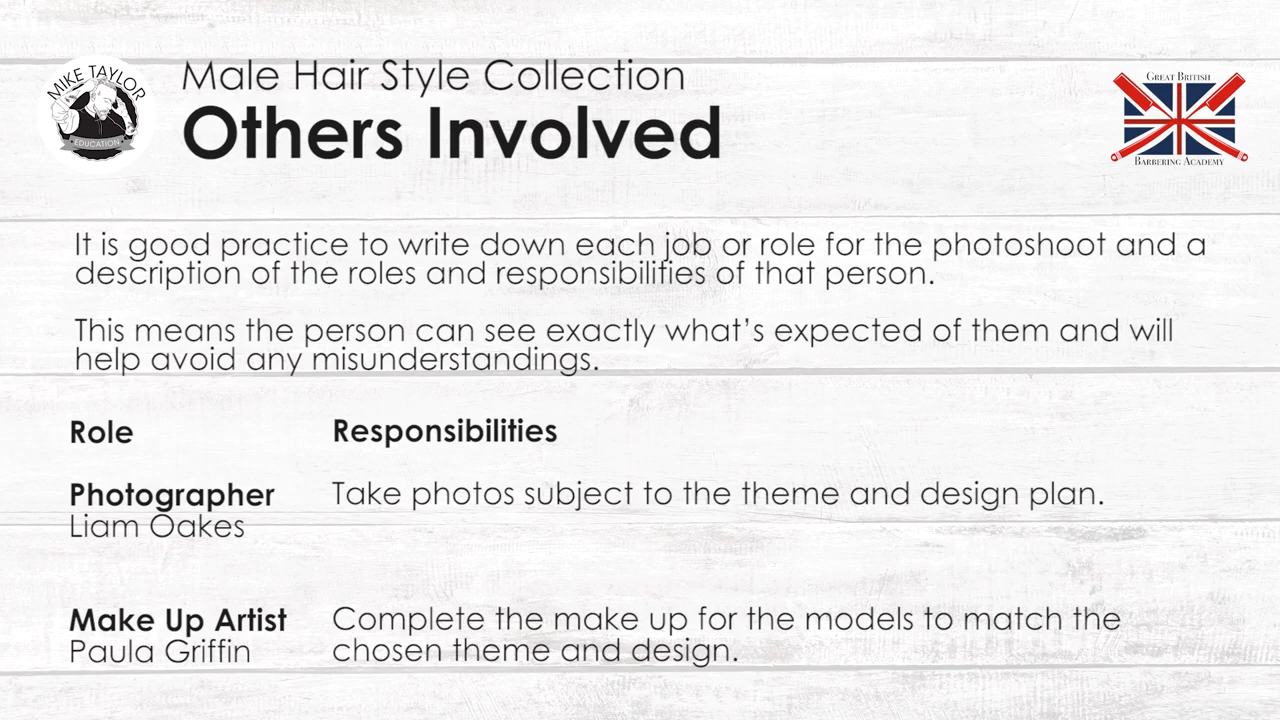 MIKE TAYLOR
EDUCATION
Male Hair Style Collection
Others Involved
GREAT BRITISH
BARBERING ACADEMY
It is good practice to write down each job or role for the photoshoot and a
description of the roles and responsibilities of that person.
This means the person can see exactly what’s expected of them and will
help avoid any misunderstandings.
Role Responsibilities
Photographer Take photos subject to the theme and design plan.
Liam Oakes
Make Up Artist Complete the make up for the models to match the
Paula Griffin chosen theme and design.